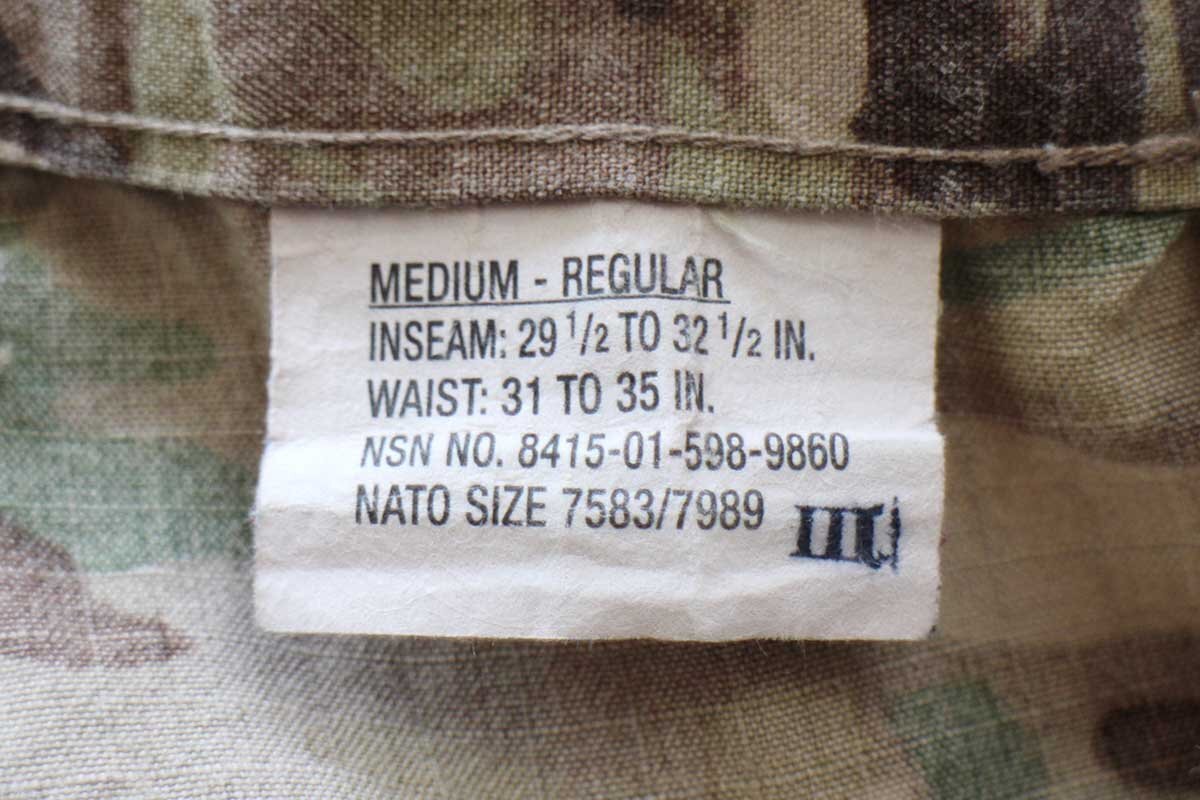 MEDIUM - REGULAR
INSEAM: 29 1/2 TO 32 1/2 IN.
WAIST: 31 TO 35 IN.
NSN NO. 8415-01-598-9860
NATO SIZE 7583/7989